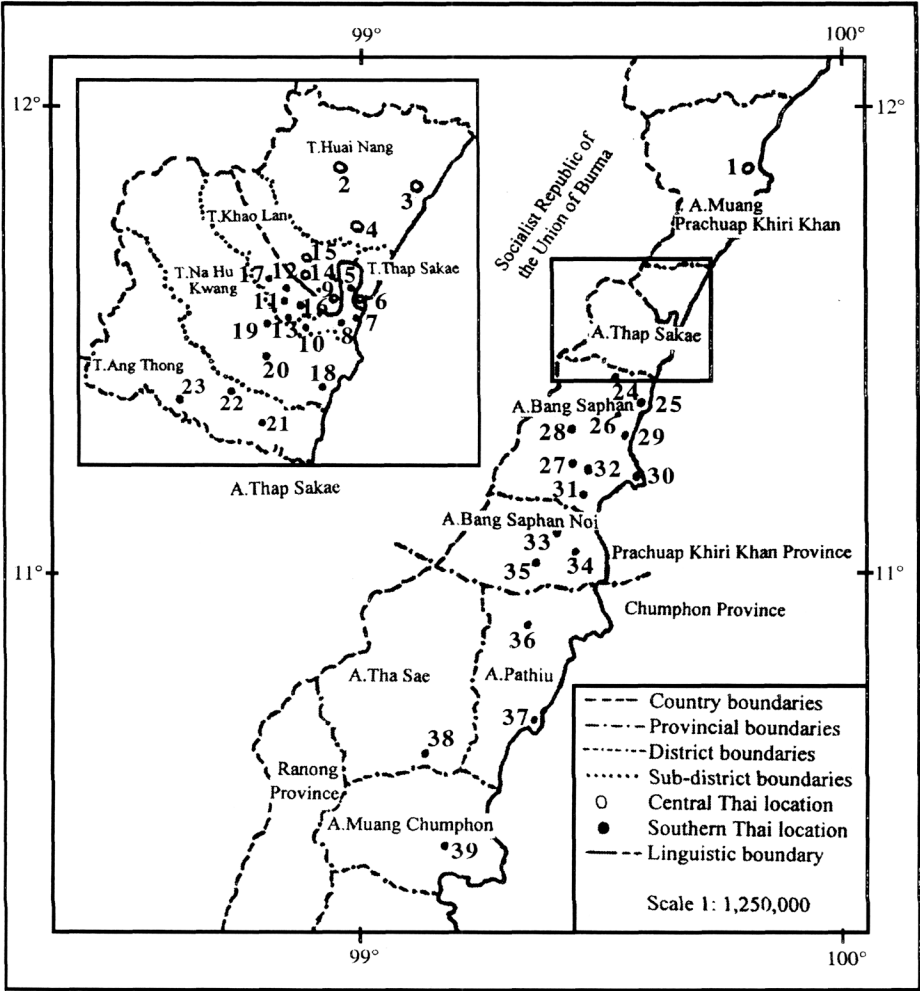 99°
100°
12°
12°
T.Huai Nang
2
3
4
T.Khao Lan
15
T.Thap Sakae
T.Na Hu
Kwang
17
12
14
5
9
11
16
6
19
13
10
8
7
T.Ang Thong
20
18
23
22
21
A.Thap Sakae
Socialist Republic of
the Union of Burma
1
A.Muang
Prachuap Khiri Khan
A.Thap Sakae
24
25
A.Bang Saphan
26
28
29
27
32
30
31
A.Bang Saphan Noi
33
34
35
Prachuap Khiri Khan Province
11°
11°
Chumphon Province
36
A.Tha Sae
A.Pathiu
37
38
Ranong
Province
A.Muang Chumphon
39
Country boundaries
Provincial boundaries
District boundaries
Sub-district boundaries
Central Thai location
Southern Thai location
Linguistic boundary
Scale 1: 1,250,000
99°
100°